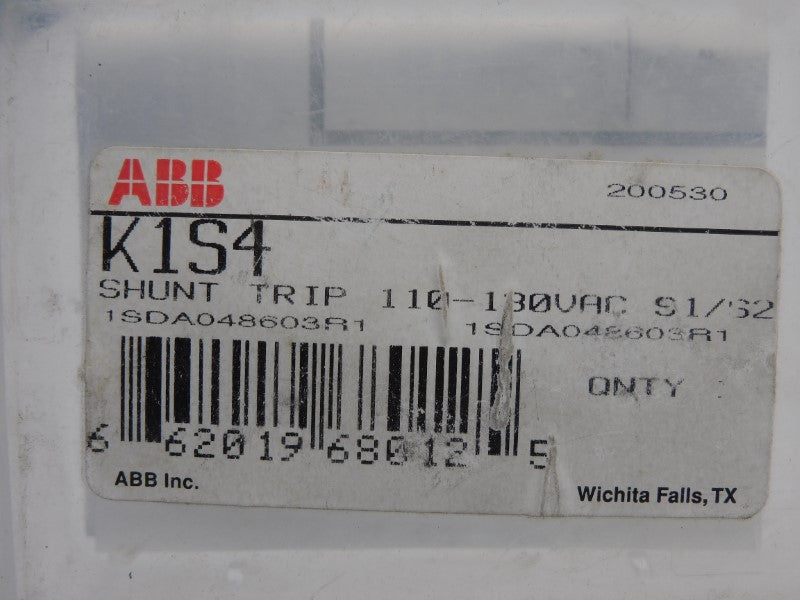 ABB 200530
K1S4
SHUNT TRIP 110-130VAC S1/S2
1SDA048603R1 1SDA048603R1
QNTY
6 62019 68012 5
ABB Inc. Wichita Falls, TX